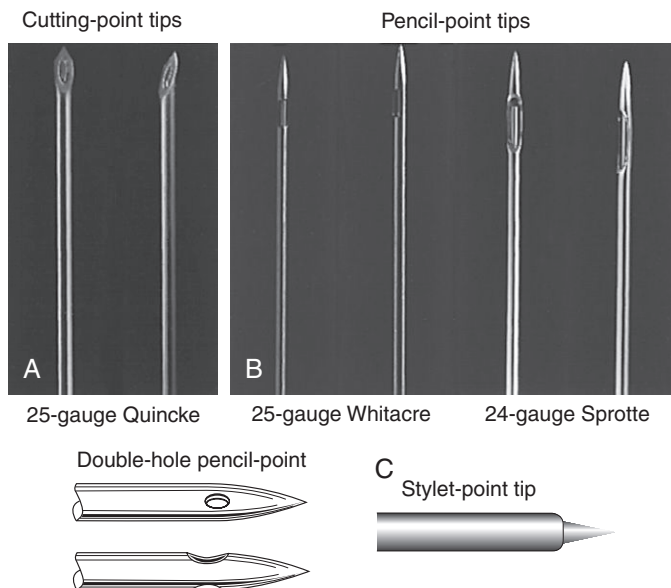 Cutting-point tips
Pencil-point tips
A
B
25-gauge Quincke
25-gauge Whitacre
24-gauge Sprotte
Double-hole pencil-point
C
Stylet-point tip